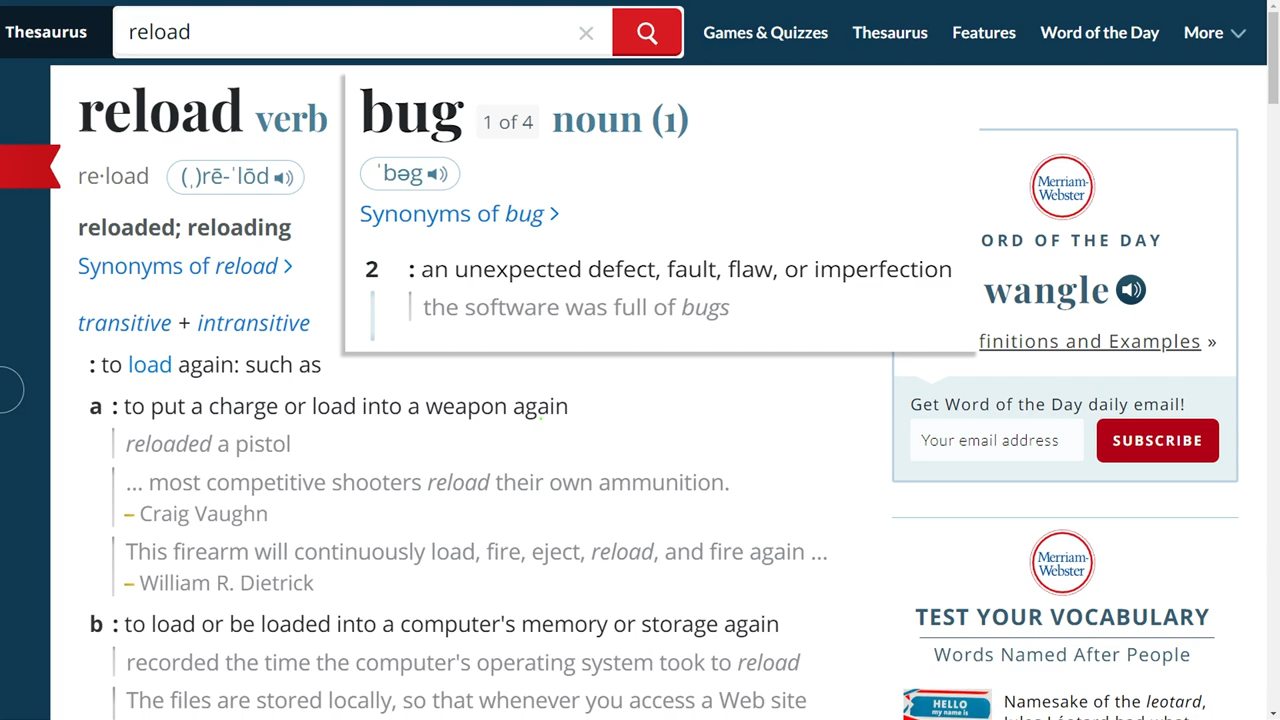 Thesaurus
reload
Games & Quizzes Thesaurus Features Word of the Day More
reload verb
re·load (ˌ)rē-ˈlōd
reloaded; reloading
Synonyms of reload
transitive + intransitive
: to load again: such as
a : to put a charge or load into a weapon again
reloaded a pistol
... most competitive shooters reload their own ammunition.
– Craig Vaughn
This firearm will continuously load, fire, eject, reload, and fire again ...
– William R. Dietrick
b : to load or be loaded into a computer's memory or storage again
recorded the time the computer's operating system took to reload
The files are stored locally, so that whenever you access a Web site
bug 1 of 4 noun (1)
ˈbəg
Synonyms of bug
2 : an unexpected defect, fault, flaw, or imperfection
the software was full of bugs
Merriam-
Webster
ORD OF THE DAY
wangle
finitions and Examples »
Get Word of the Day daily email!
Your email address SUBSCRIBE
Merriam-
Webster
TEST YOUR VOCABULARY
Words Named After People
HELLO
my name is
Namesake of the leotard,